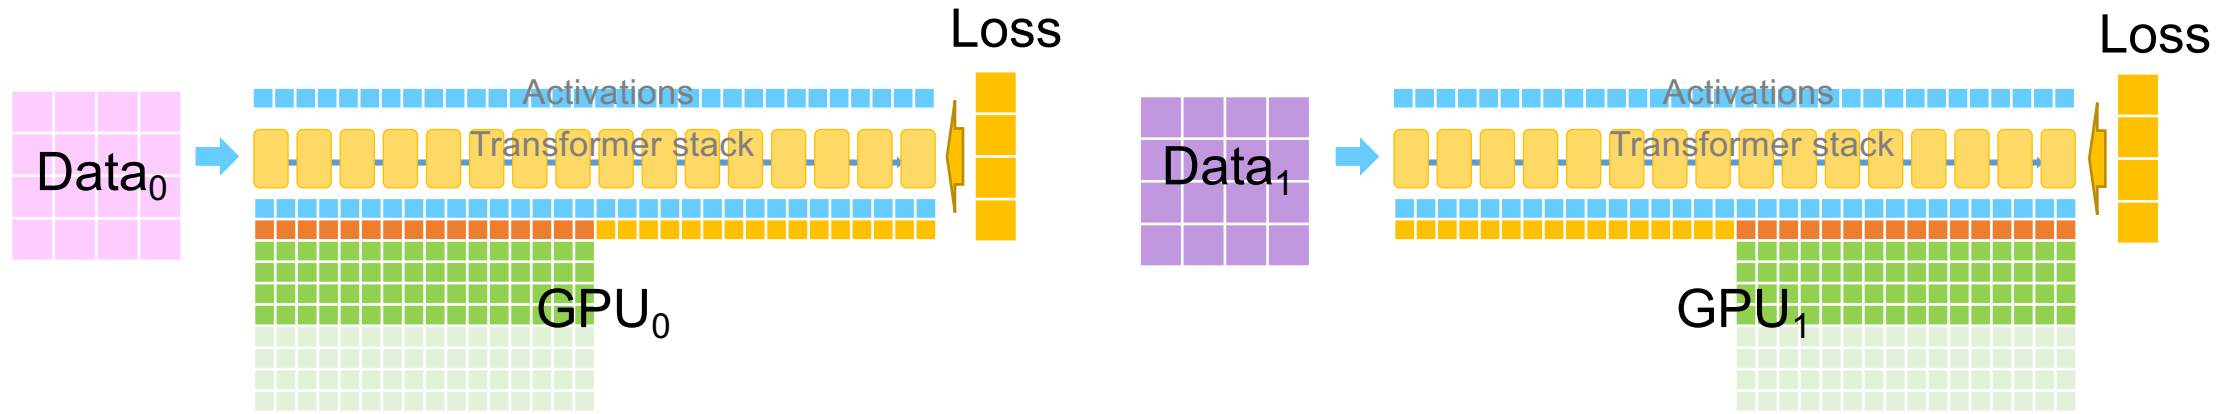 Loss
Activations
Transformer stack
Data₀
GPU₀
Loss
Activations
Transformer stack
Data₁
GPU₁